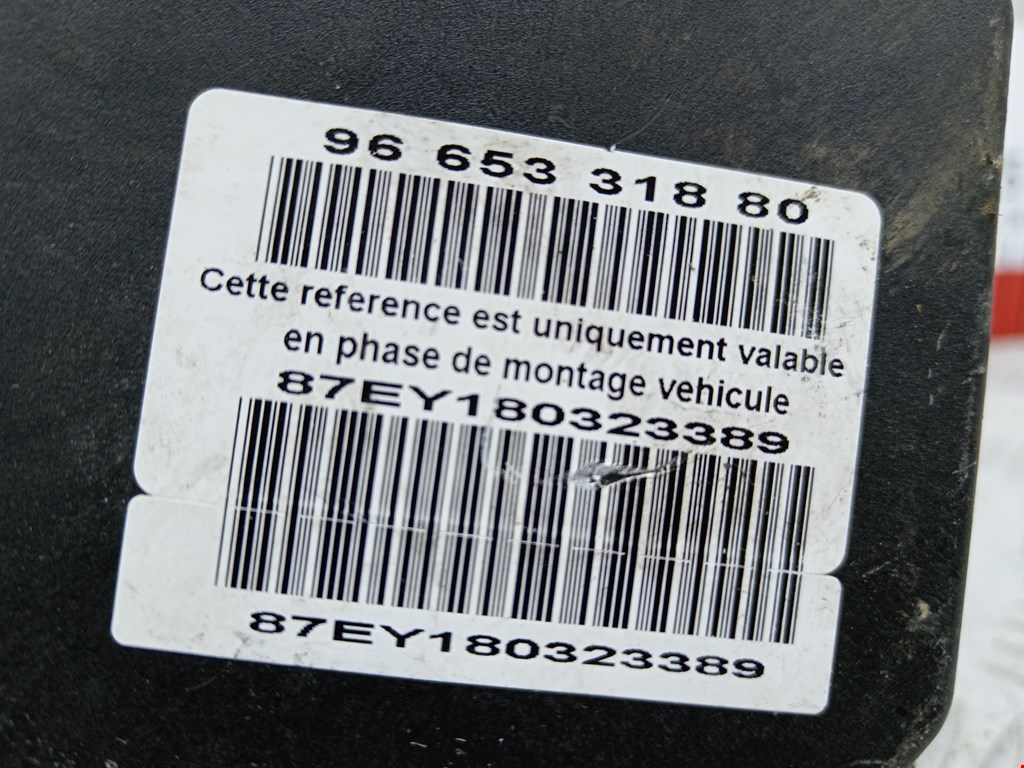 96 653 318 80
Cette reference est uniquement valable
en phase de montage vehicule
87EY180323389
87EY180323389